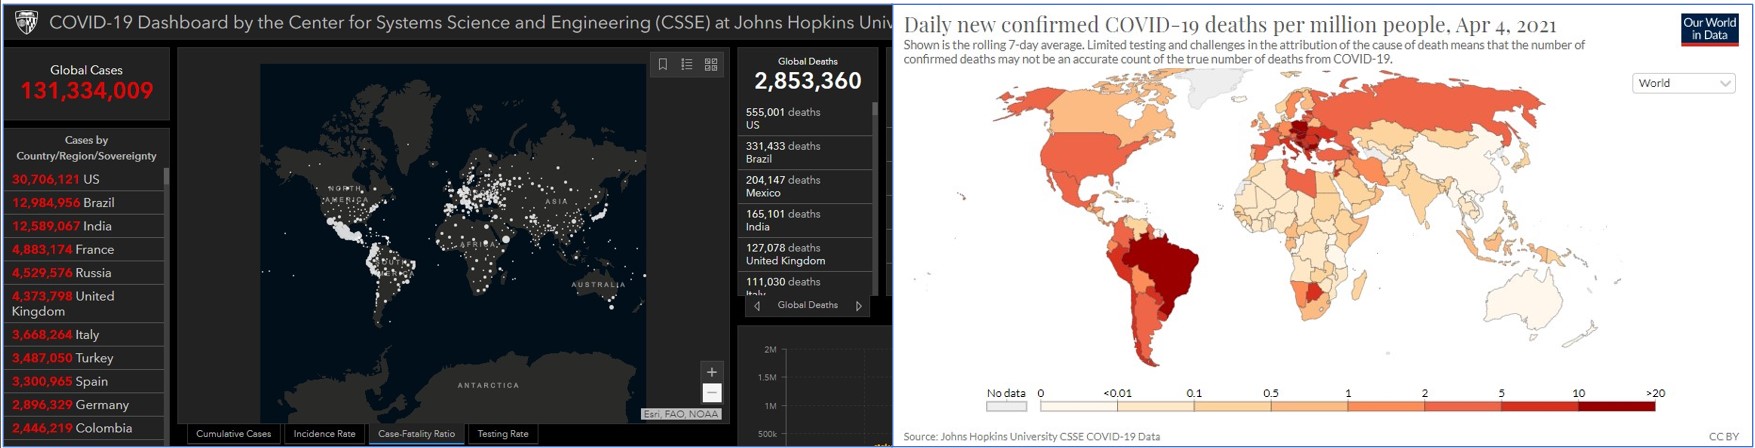 COVID-19 Dashboard by the Center for Systems Science and Engineering (CSSE) at Johns Hopkins Univ
Global Cases
131,334,009
Cases by
Country/Region/Sovereignty
30,706,121 US
12,984,956 Brazil
12,589,067 India
4,883,174 France
4,529,576 Russia
4,373,798 United
Kingdom
3,668,264 Italy
3,487,050 Turkey
3,300,965 Spain
2,896,329 Germany
2,446,219 Colombia
NORTH
AMERICA
ASIA
AFRICA
SOUTH
AUSTRALIA
ANTARCTICA
+
−
Esri, FAO, NOAA
Cumulative Cases
Incidence Rate
Case-Fatality Ratio
Testing Rate
Global Deaths
2,853,360
555,001 deaths
US
331,433 deaths
Brazil
204,147 deaths
Mexico
165,101 deaths
India
127,078 deaths
United Kingdom
111,030 deaths
Italy
Global Deaths
2M
1.5M
1M
500k
Daily new confirmed COVID-19 deaths per million people, Apr 4, 2021
Shown is the rolling 7-day average. Limited testing and challenges in the attribution of the cause of death means that the number of
confirmed deaths may not be an accurate count of the true number of deaths from COVID-19.
Our World
in Data
World
No data
0
<0.01
0.1
0.5
1
2
5
10
>20
Source: Johns Hopkins University CSSE COVID-19 Data
CC BY